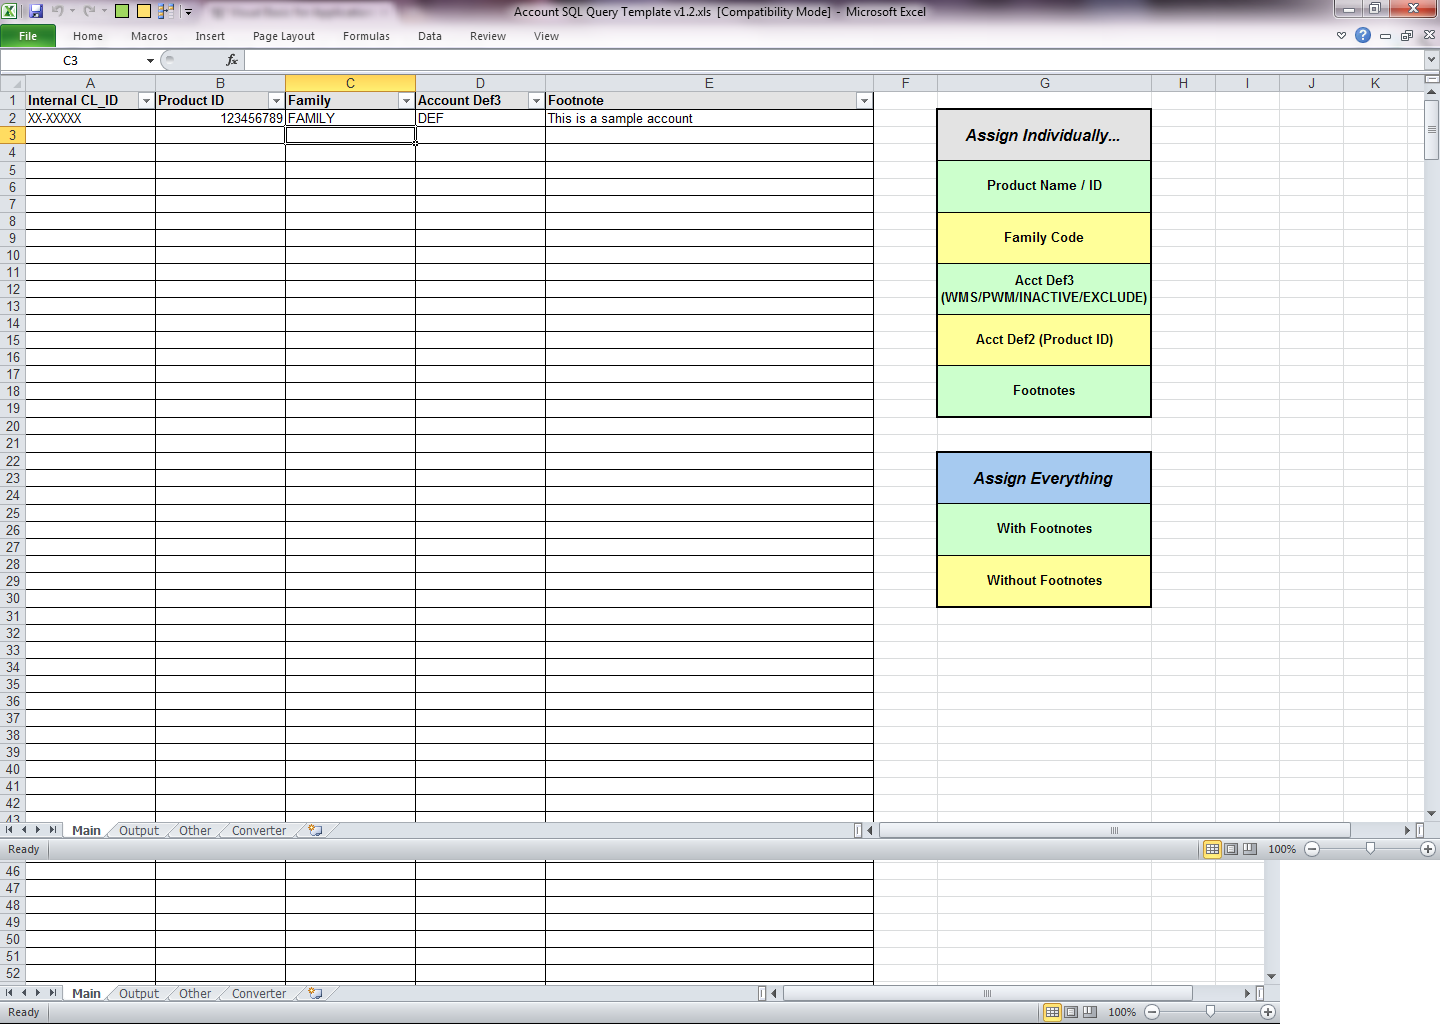 Account SQL Query Template v1.2.xls [Compatibility Mode] - Microsoft Excel
File Home Macros Insert Page Layout Formulas Data Review View
C3 fx
A B C D E F G H I J K
1 Internal CL_ID Product ID Family Account Def3 Footnote
2 XX-XXXXX 123456789 FAMILY DEF This is a sample account
3 Assign Individually...
4
5
6 Product Name / ID
7
8
9 Family Code
10
11 Acct Def3
12 (WMS/PWM/INACTIVE/EXCLUDE)
13
14
15 Acct Def2 (Product ID)
16
17
18 Footnotes
19
20
21
22
23 Assign Everything
24
25
26 With Footnotes
27
28
29 Without Footnotes
30
31
32
33
34
35
36
37
38
39
40
41
42
43
Main Output Other Converter
Ready 100%
46
47
48
49
50
51
52
Main Output Other Converter
Ready 100%